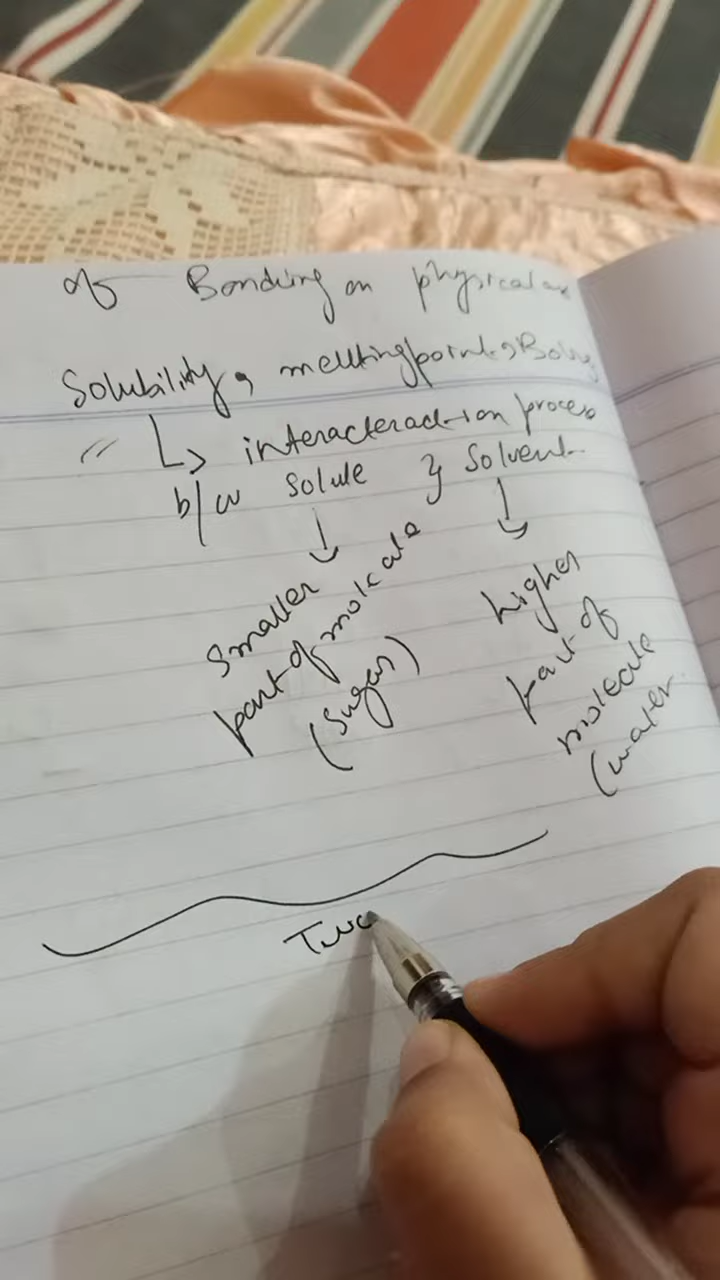 of Bonding on physical
Solubility, meltingpoint, Boling
↳ interacteraction process
b/w Solute & Solvent
↓ ↓
Smaller
part of molecule
(Sugar)
higher
part of
molecule
(water
Two